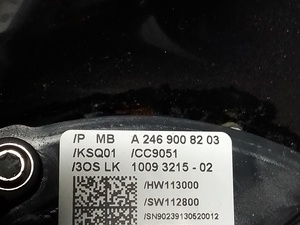 /P MB A 246 900 82 03
/KSQ01 /CC9051
/3OS LK 1009 3215 - 02
/HW113000
/SW112800
/SN90239130520012